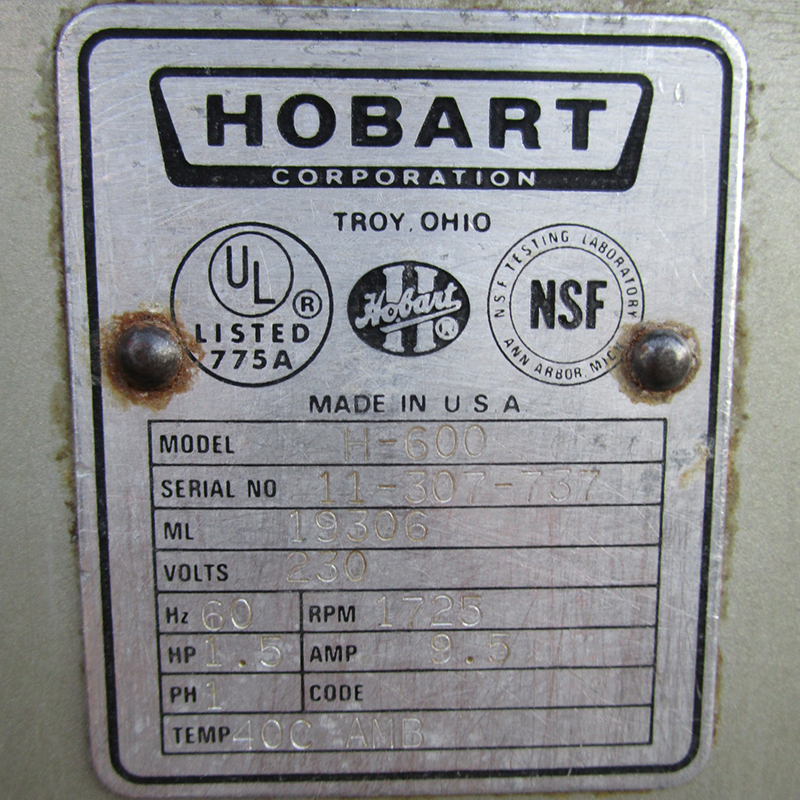 HOBART
CORPORATION
TROY, OHIO
UL ®
LISTED
775A
H
Hobart ®
N.S.F. TESTING LABORATORY
NSF
ANN ARBOR, MICH
MADE IN U S A
MODEL H-600
SERIAL NO 11-307-737
ML 19306
VOLTS 230
Hz 60 RPM 1725
HP 1.5 AMP 9.5
PH 1 CODE
TEMP 40C AMB